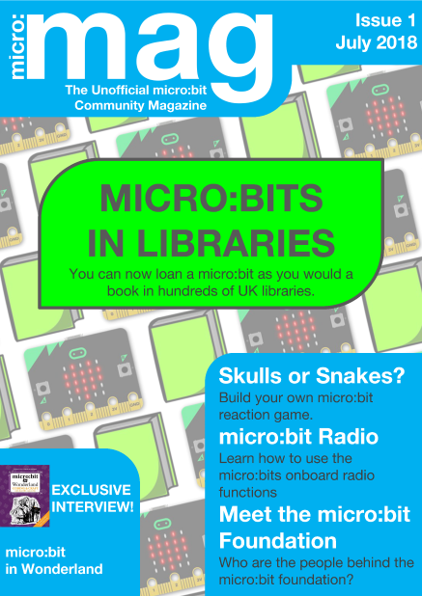 micro:
mag
Issue 1
July 2018
The Unofficial micro:bit
Community Magazine
MICRO:BITS
IN LIBRARIES
You can now loan a micro:bit as you would a
book in hundreds of UK libraries.
Skulls or Snakes?
Build your own micro:bit
reaction game.
micro:bit Radio
Learn how to use the
micro:bits onboard radio
functions
Meet the micro:bit
Foundation
Who are the people behind the
micro:bit foundation?
micro:bit
Wonderland
EXCLUSIVE
INTERVIEW!
micro:bit
in Wonderland